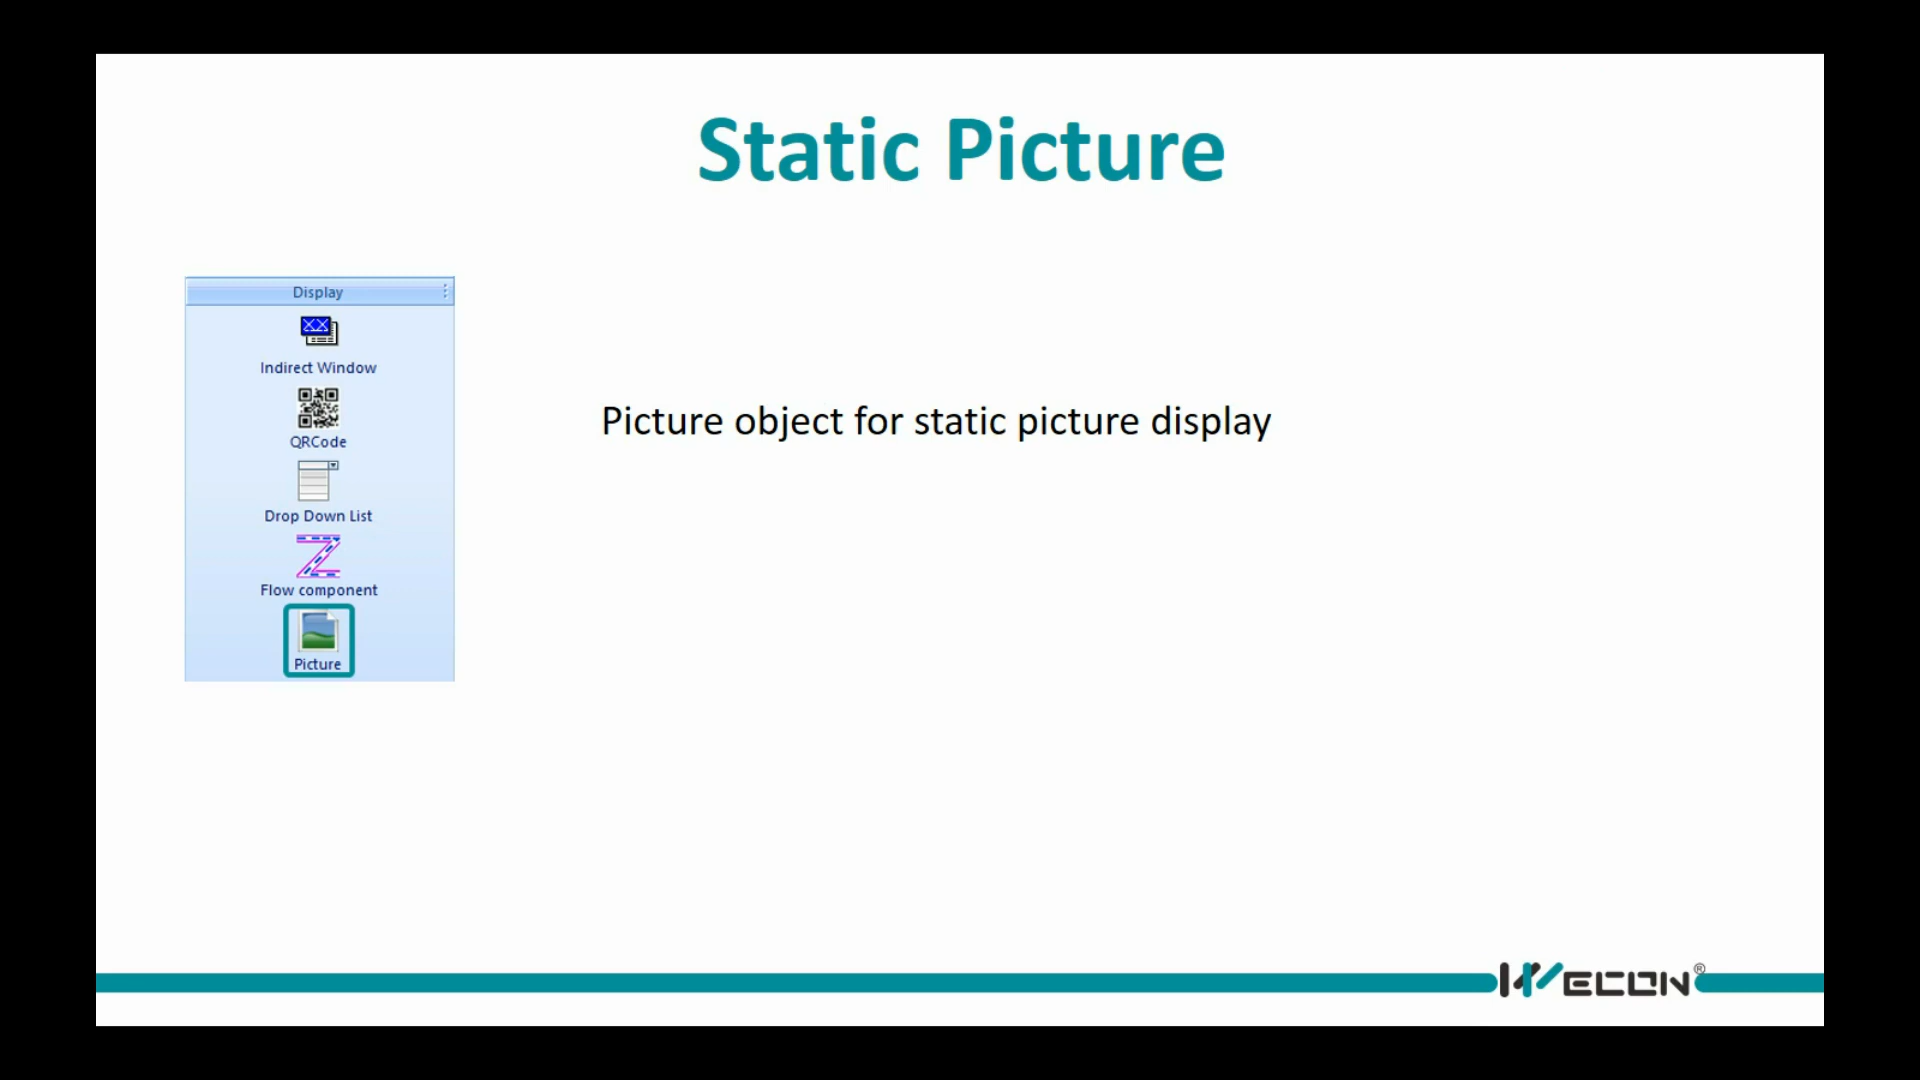 Static Picture
Display
Indirect Window
QRCode
Drop Down List
Flow component
Picture
Picture object for static picture display
WECON®